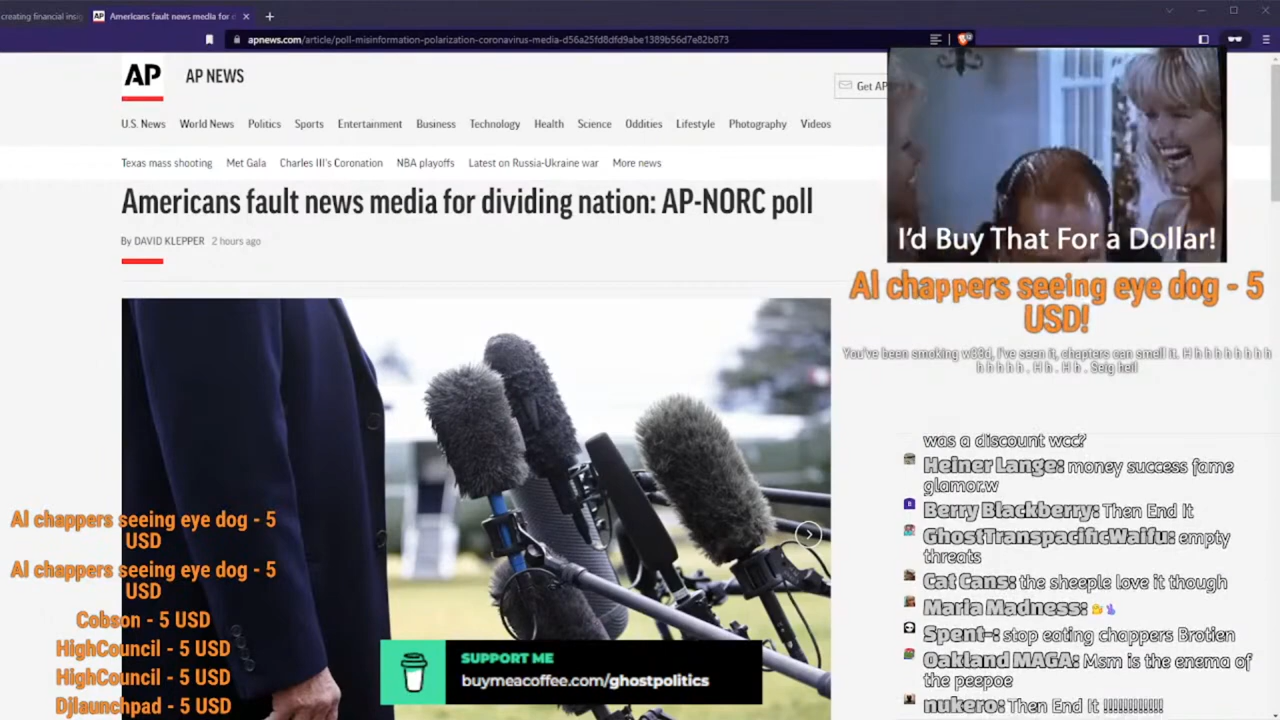 creating financial insig
AP Americans fault news media for d
apnews.com/article/poll-misinformation-polarization-coronavirus-media-d56a25fd8dfd9abe1389b56d7e82b873
AP AP NEWS
Get AP
U.S. News World News Politics Sports Entertainment Business Technology Health Science Oddities Lifestyle Photography Videos
Texas mass shooting Met Gala Charles III's Coronation NBA playoffs Latest on Russia-Ukraine war More news
Americans fault news media for dividing nation: AP-NORC poll
By DAVID KLEPPER 2 hours ago
I'd Buy That For a Dollar!
Al chappers seeing eye dog - 5
USD!
You've been smoking w33d, I've seen it, chapters can smell it. H h h h h h h h h
h h h h h . H h . H h . Seig heil
was a discount wcc?
Heiner Lange: money success fame
glamor.w
Berry Blackberry: Then End It
GhostTranspacificWaifu: empty
threats
Cat Cans: the sheeple love it though
Marla Madness:
Spent-: stop eating chappers Brotien
Oakland MAGA: Msm is the enema of
the peepoe
nukero: Then End It !!!!!!!!!!!!!
Al chappers seeing eye dog - 5
USD
Al chappers seeing eye dog - 5
USD
Cobson - 5 USD
HighCouncil - 5 USD
HighCouncil - 5 USD
Djlaunchpad - 5 USD
SUPPORT ME
buymeacoffee.com/ghostpolitics